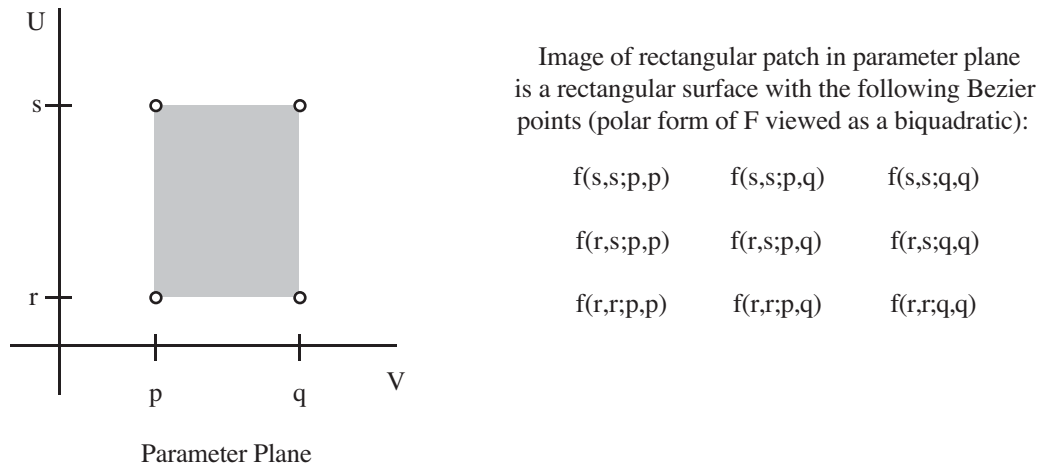 U
Image of rectangular patch in parameter plane
is a rectangular surface with the following Bezier
points (polar form of F viewed as a biquadratic):
s
f(s,s;p,p) f(s,s;p,q) f(s,s;q,q)
f(r,s;p,p) f(r,s;p,q) f(r,s;q,q)
r
f(r,r;p,p) f(r,r;p,q) f(r,r;q,q)
V
p q
Parameter Plane